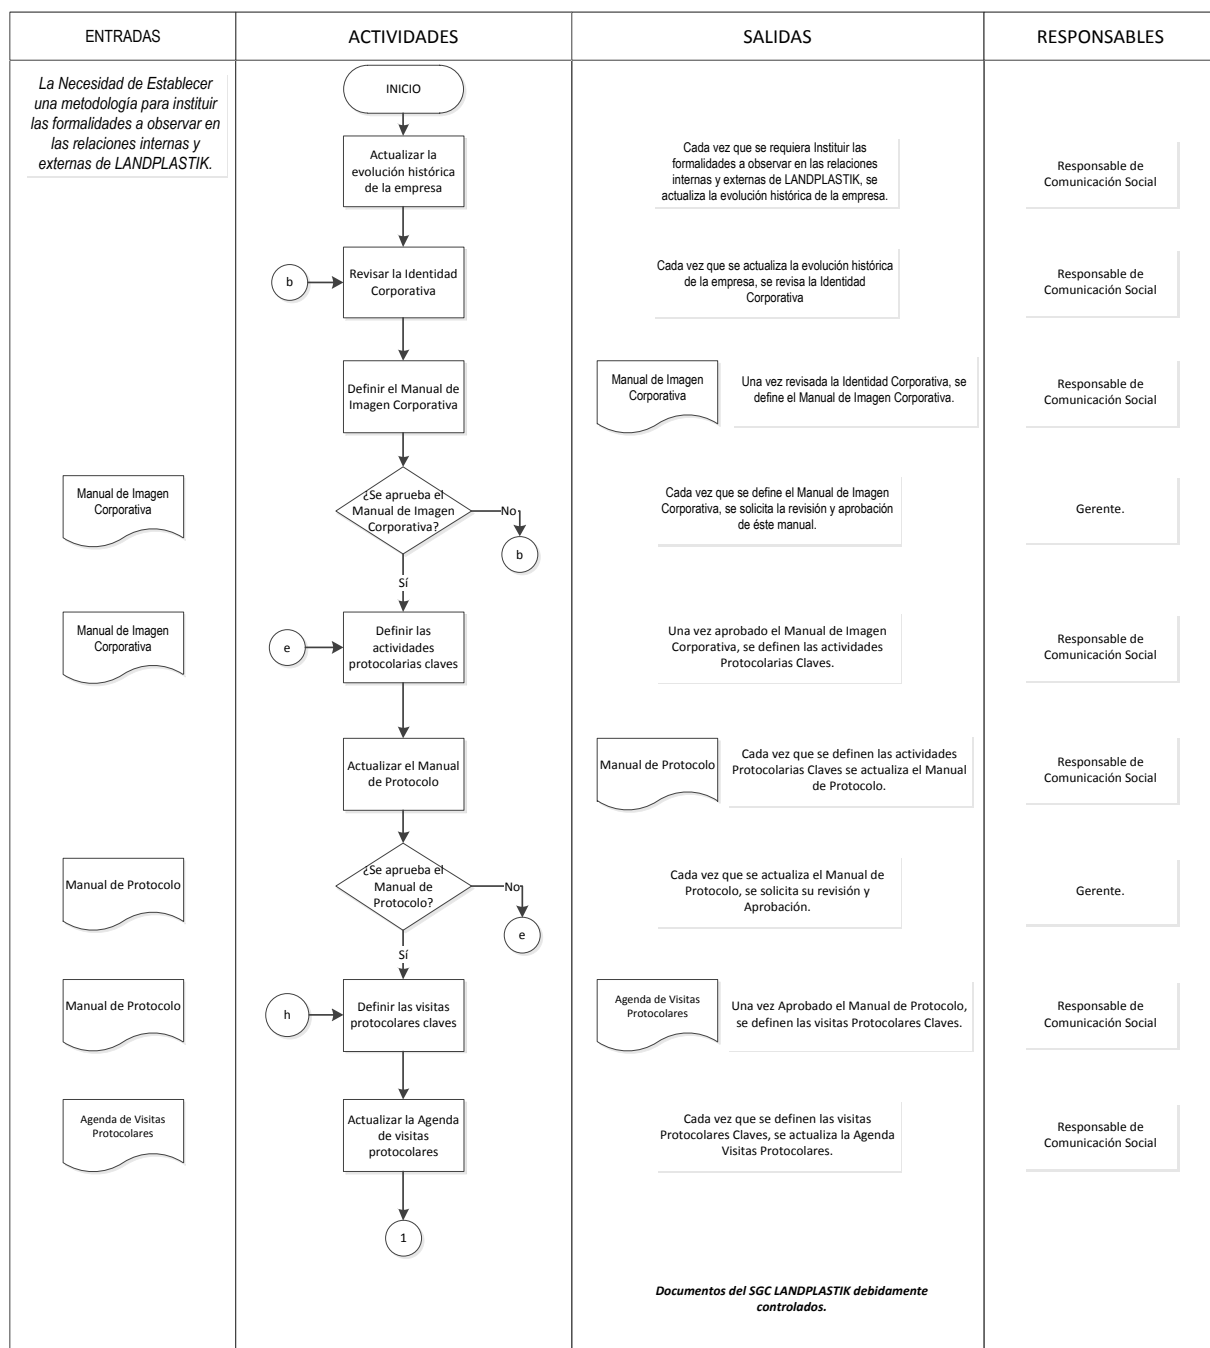 ENTRADAS
ACTIVIDADES
SALIDAS
RESPONSABLES
La Necesidad de Establecer
una metodología para instituir
las formalidades a observar en
las relaciones internas y
externas de LANDPLASTIK.
INICIO
Actualizar la
evolución histórica
de la empresa
Cada vez que se requiera Instituir las
formalidades a observar en las relaciones
internas y externas de LANDPLASTIK, se
actualiza la evolución histórica de la empresa.
Responsable de
Comunicación Social
b
Revisar la Identidad
Corporativa
Cada vez que se actualiza la evolución histórica
de la empresa, se revisa la Identidad
Corporativa
Responsable de
Comunicación Social
Definir el Manual de
Imagen Corporativa
Manual de Imagen
Corporativa
Una vez revisada la Identidad Corporativa, se
define el Manual de Imagen Corporativa.
Responsable de
Comunicación Social
Manual de Imagen
Corporativa
¿Se aprueba el
Manual de Imagen
Corporativa?
No
b
Sí
Cada vez que se define el Manual de Imagen
Corporativa, se solicita la revisión y aprobación
de éste manual.
Gerente.
Manual de Imagen
Corporativa
e
Definir las
actividades
protocolarias claves
Una vez aprobado el Manual de Imagen
Corporativa, se definen las actividades
Protocolarias Claves.
Responsable de
Comunicación Social
Actualizar el Manual
de Protocolo
Manual de Protocolo
Cada vez que se definen las actividades
Protocolarias Claves se actualiza el Manual
de Protocolo.
Responsable de
Comunicación Social
Manual de Protocolo
¿Se aprueba el
Manual de
Protocolo?
No
e
Sí
Cada vez que se actualiza el Manual de
Protocolo, se solicita su revisión y
Aprobación.
Gerente.
Manual de Protocolo
h
Definir las visitas
protocolares claves
Agenda de Visitas
Protocolares
Una vez Aprobado el Manual de Protocolo,
se definen las visitas Protocolares Claves.
Responsable de
Comunicación Social
Agenda de Visitas
Protocolares
Actualizar la Agenda
de visitas
protocolares
Cada vez que se definen las visitas
Protocolares Claves, se actualiza la Agenda
Visitas Protocolares.
Responsable de
Comunicación Social
1
Documentos del SGC LANDPLASTIK debidamente
controlados.